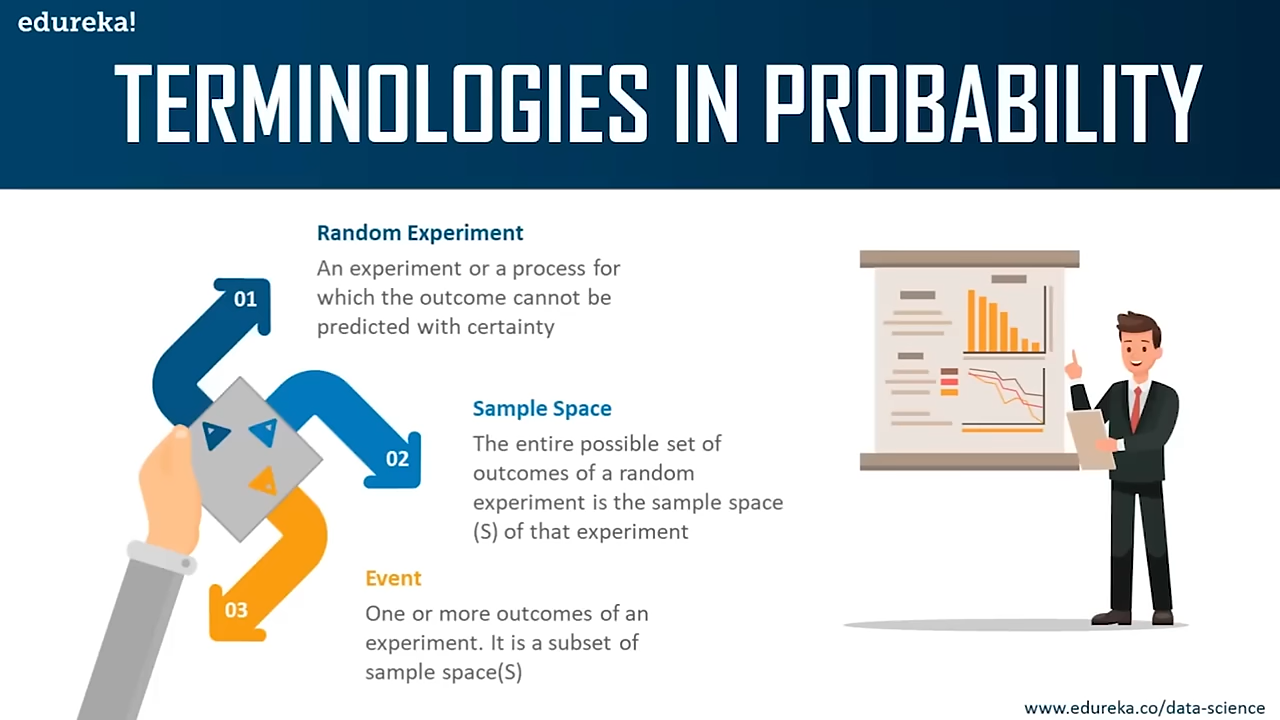 edureka!
TERMINOLOGIES IN PROBABILITY
Random Experiment
An experiment or a process for
which the outcome cannot be
predicted with certainty
01
Sample Space
The entire possible set of
outcomes of a random
experiment is the sample space
(S) of that experiment
02
Event
One or more outcomes of an
experiment. It is a subset of
sample space(S)
03
www.edureka.co/data-science